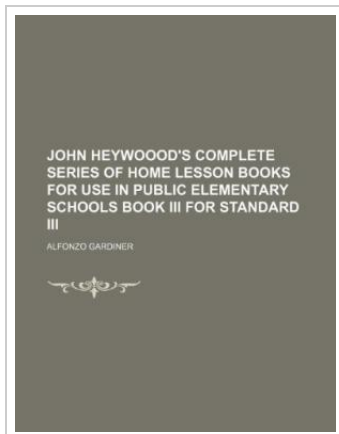 JOHN HEYWOOOD'S COMPLETE
SERIES OF HOME LESSON BOOKS
FOR USE IN PUBLIC ELEMENTARY
SCHOOLS BOOK III FOR STANDARD
III
ALFONZO GARDINER